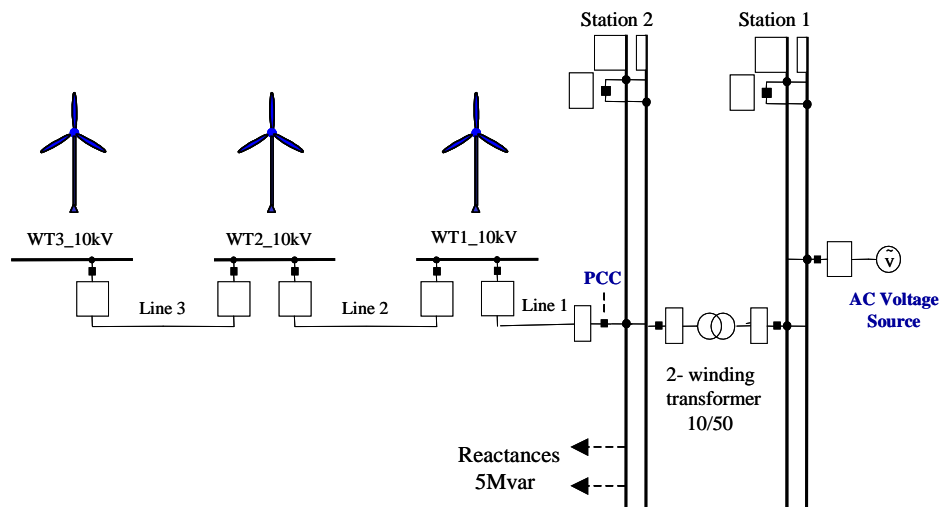 Station 2
Station 1
WT3_10kV
WT2_10kV
WT1_10kV
PCC
Line 3
Line 2
Line 1
ṽ
AC Voltage
Source
2- winding
transformer
10/50
Reactances
5Mvar